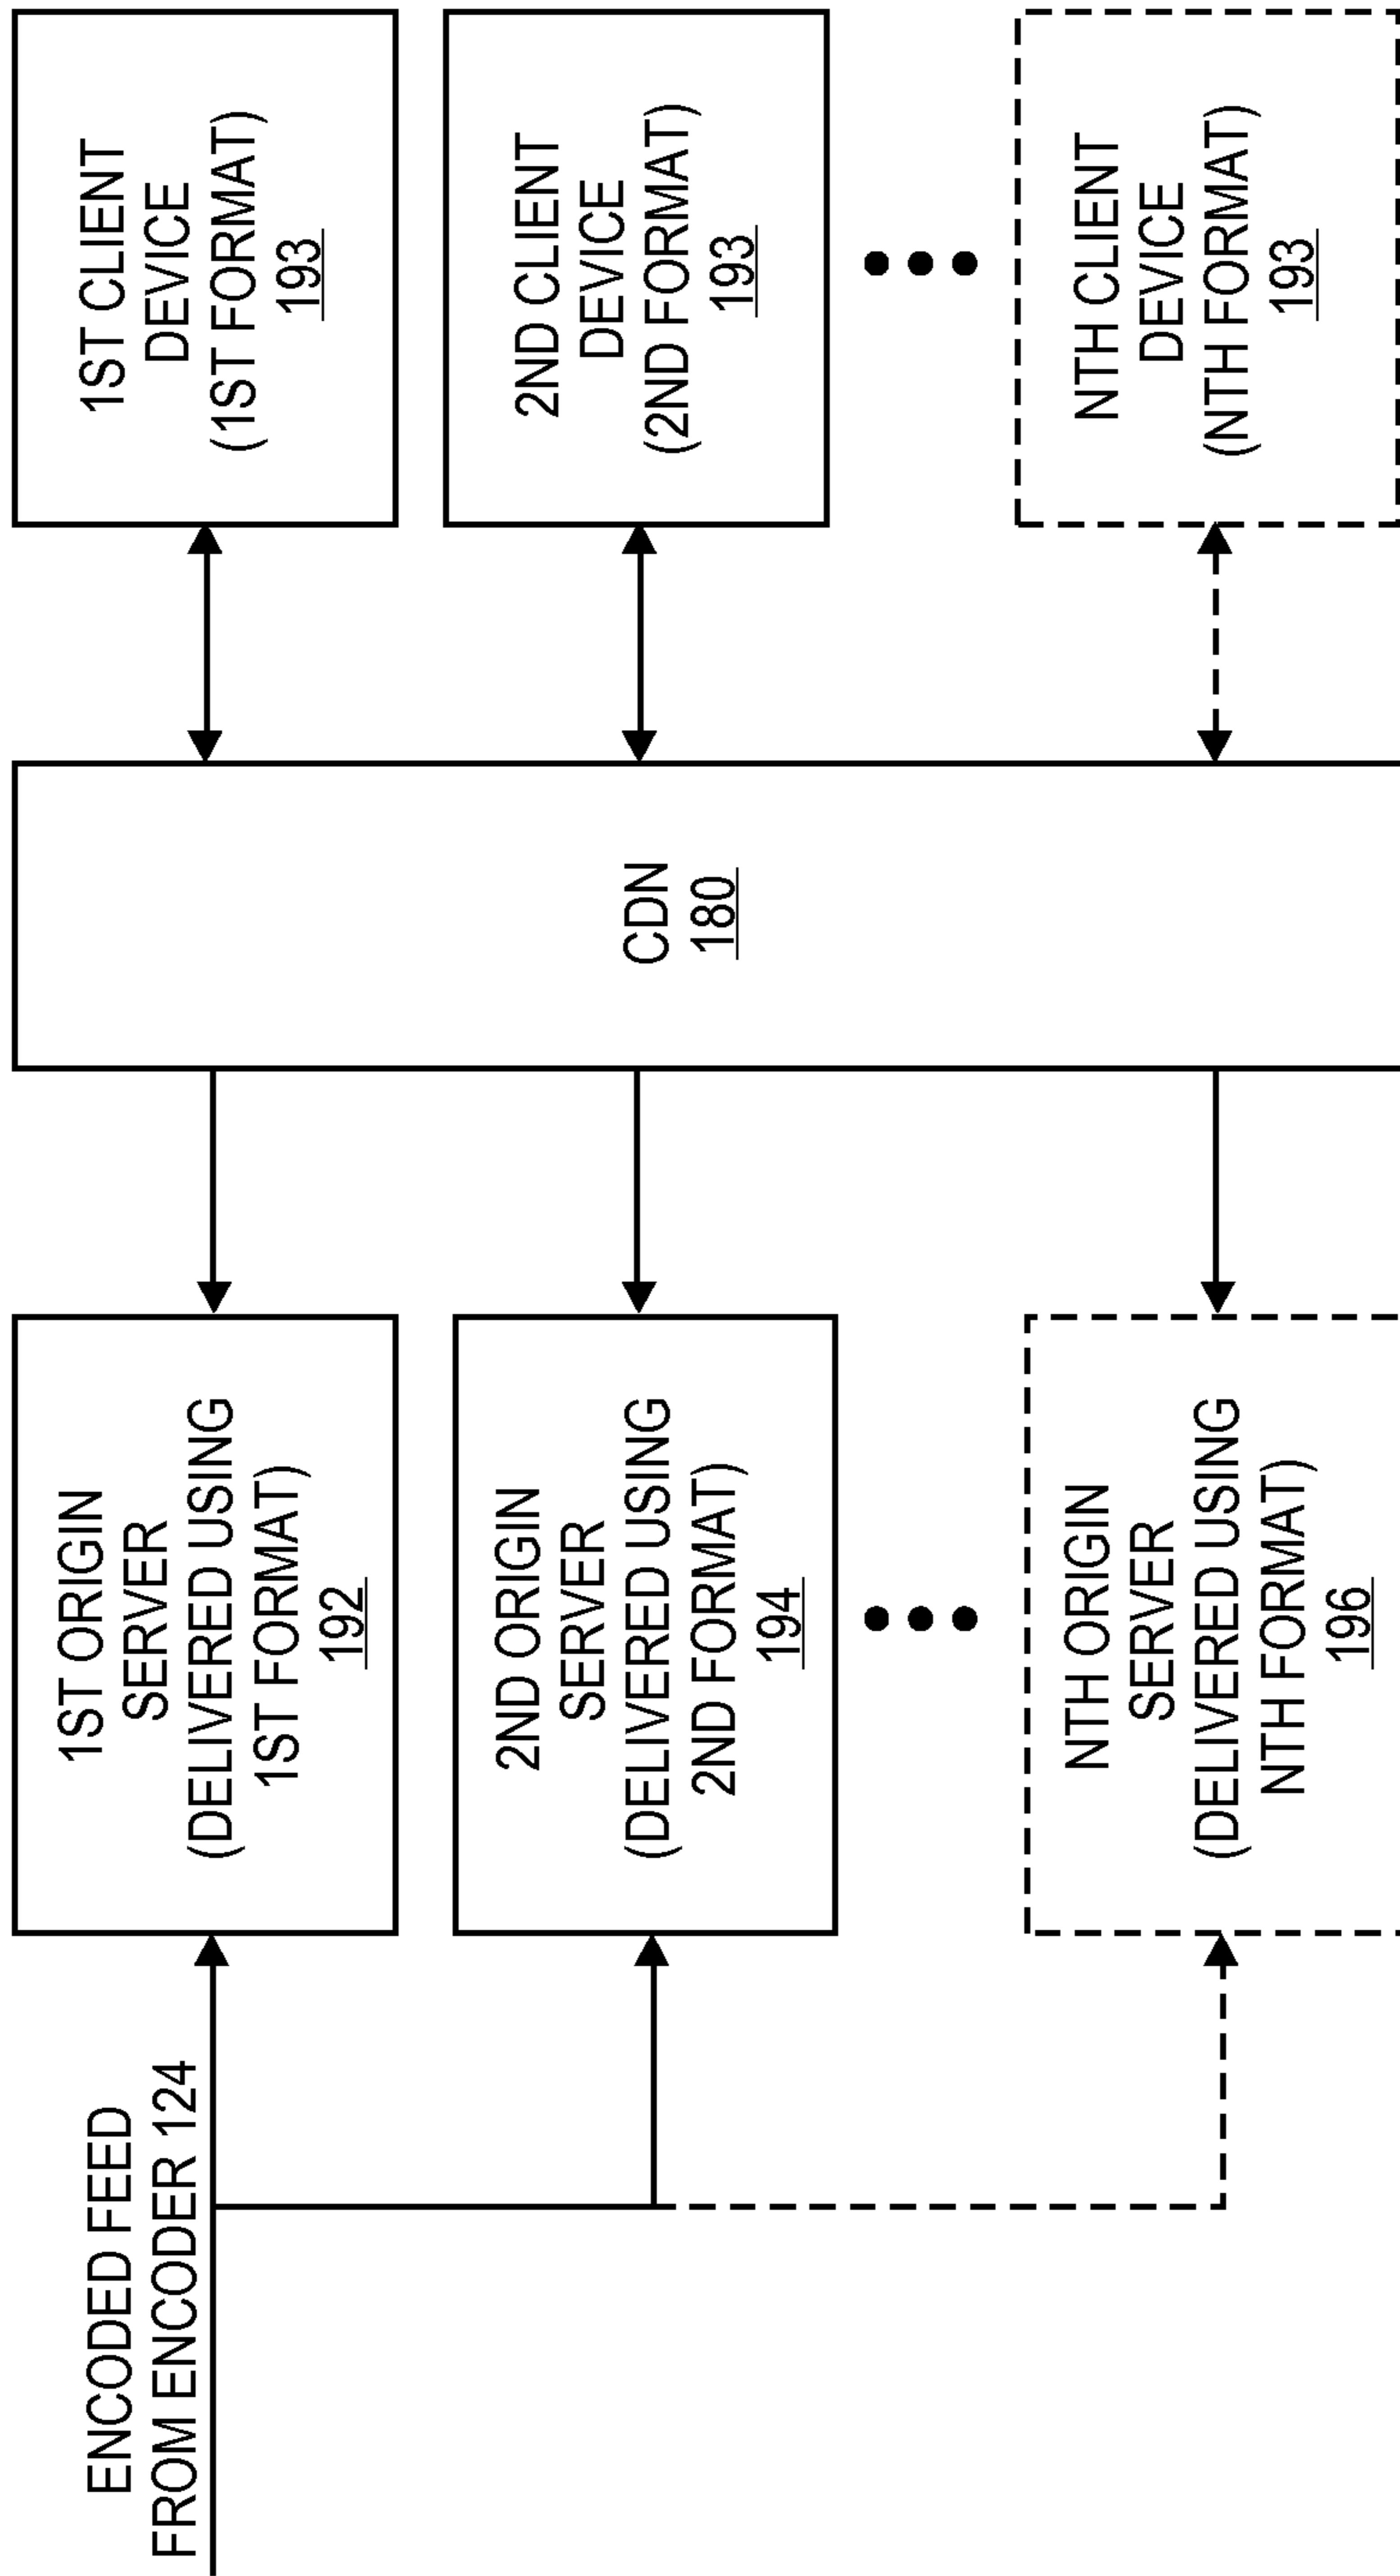 ENCODED FEED
FROM ENCODER 124
1ST ORIGIN
SERVER
(DELIVERED USING
1ST FORMAT)
192
2ND ORIGIN
SERVER
(DELIVERED USING
2ND FORMAT)
194
NTH ORIGIN
SERVER
(DELIVERED USING
NTH FORMAT)
196
CDN
180
1ST CLIENT
DEVICE
(1ST FORMAT)
193
2ND CLIENT
DEVICE
(2ND FORMAT)
193
NTH CLIENT
DEVICE
(NTH FORMAT)
193